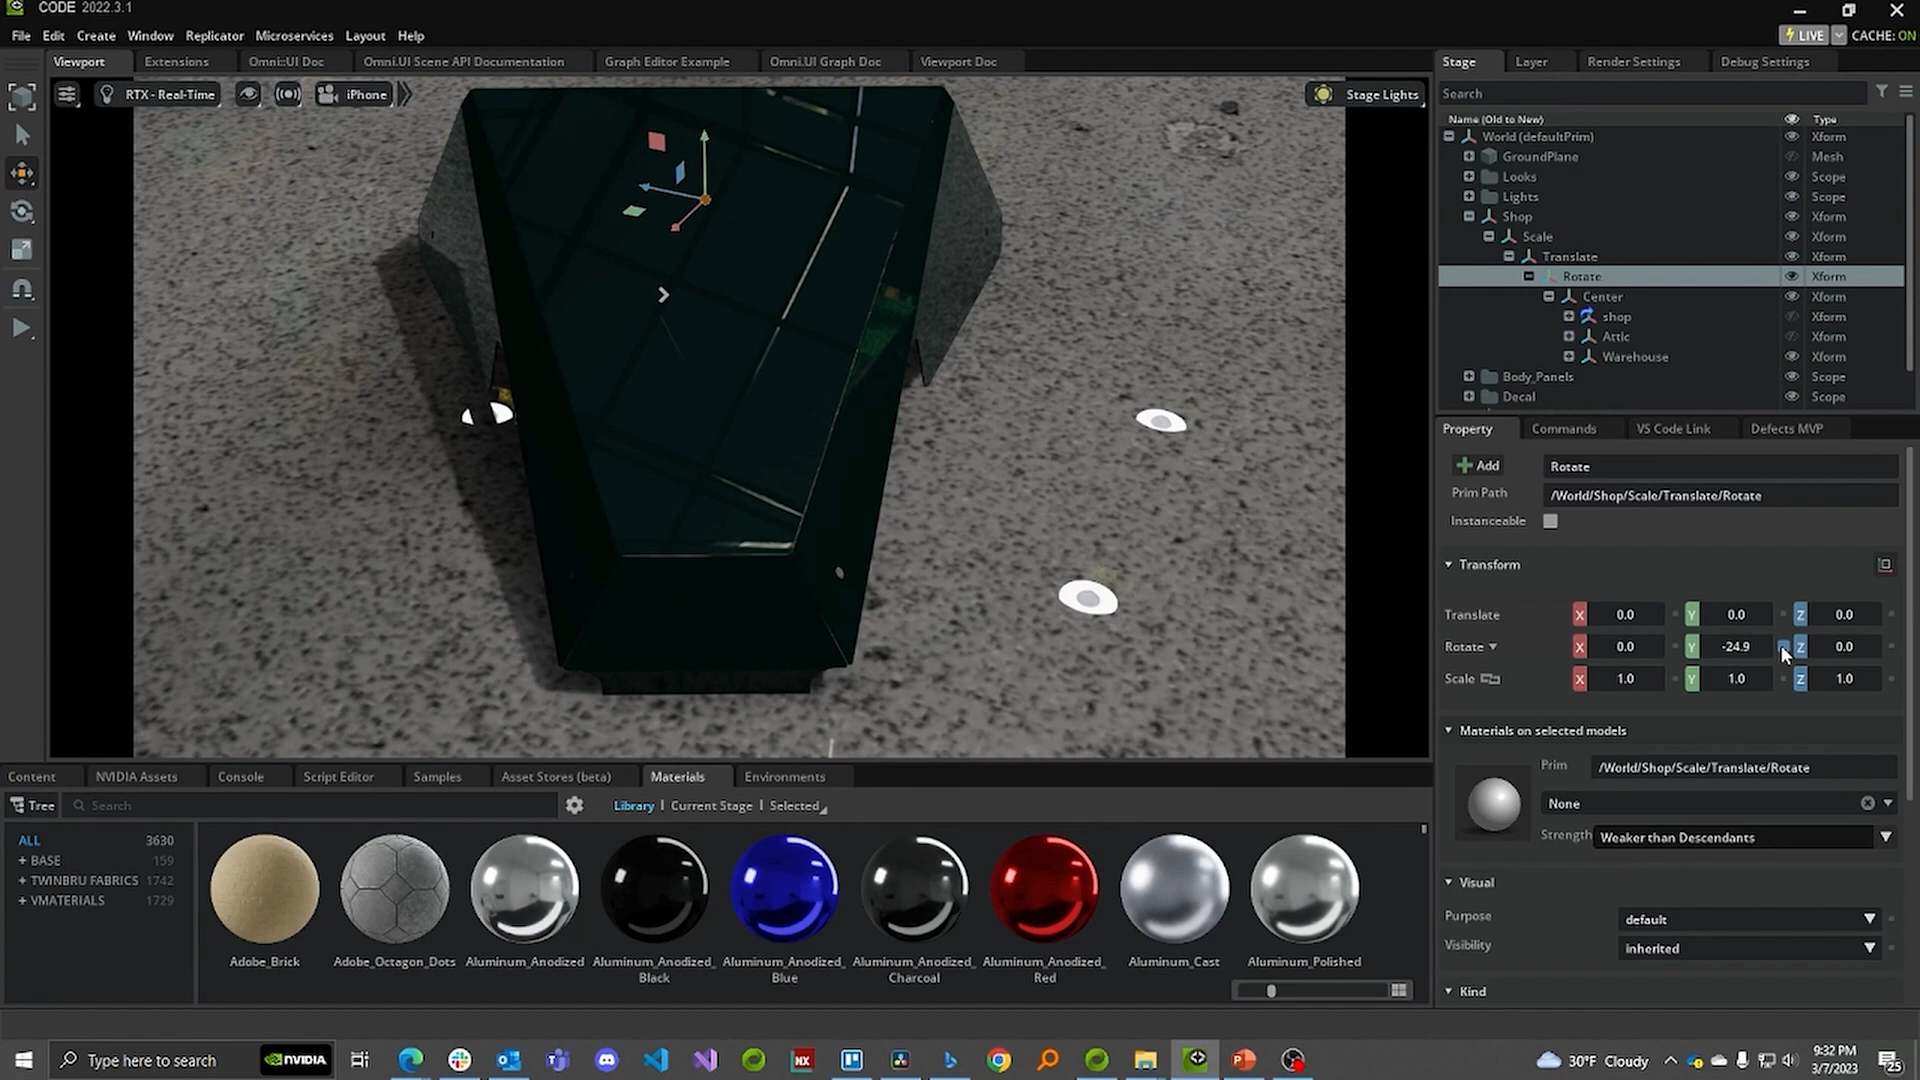 CODE 2022.3.1
File Edit Create Window Replicator Microservices Layout Help
LIVE CACHE: ON
Viewport Extensions Omni::UI Doc Omni.UI Scene API Documentation Graph Editor Example Omni.UI Graph Doc Viewport Doc
Stage Layer Render Settings Debug Settings
RTX - Real-Time iPhone Stage Lights
Search
Name (Old to New) Type
World (defaultPrim) Xform
GroundPlane Mesh
Looks Scope
Lights Scope
Shop Xform
Scale Xform
Translate Xform
Rotate Xform
Center Xform
shop Xform
Attic Xform
Warehouse Xform
Body_Panels Scope
Decal Scope
Property Commands VS Code Link Defects MVP
Add Rotate
Prim Path /World/Shop/Scale/Translate/Rotate
Instanceable
Transform
Translate X 0.0 Y 0.0 Z 0.0
Rotate X 0.0 Y -24.9 Z 0.0
Scale X 1.0 Y 1.0 Z 1.0
Materials on selected models
Prim /World/Shop/Scale/Translate/Rotate
None
Strength Weaker than Descendants
Visual
Purpose default
Visibility inherited
Kind
Content NVIDIA Assets Console Script Editor Samples Asset Stores (beta) Materials Environments
Tree Search Library | Current Stage | Selected
ALL 3630
+ BASE 159
+ TWINBRU FABRICS 1742
+ VMATERIALS 1729
Adobe_Brick
Adobe_Octagon_Dots
Aluminum_Anodized
Aluminum_Anodized_
Black
Aluminum_Anodized_
Blue
Aluminum_Anodized_
Charcoal
Aluminum_Anodized_
Red
Aluminum_Cast
Aluminum_Polished
Type here to search NVIDIA
NX
30°F Cloudy
9:32 PM
3/7/2023
25